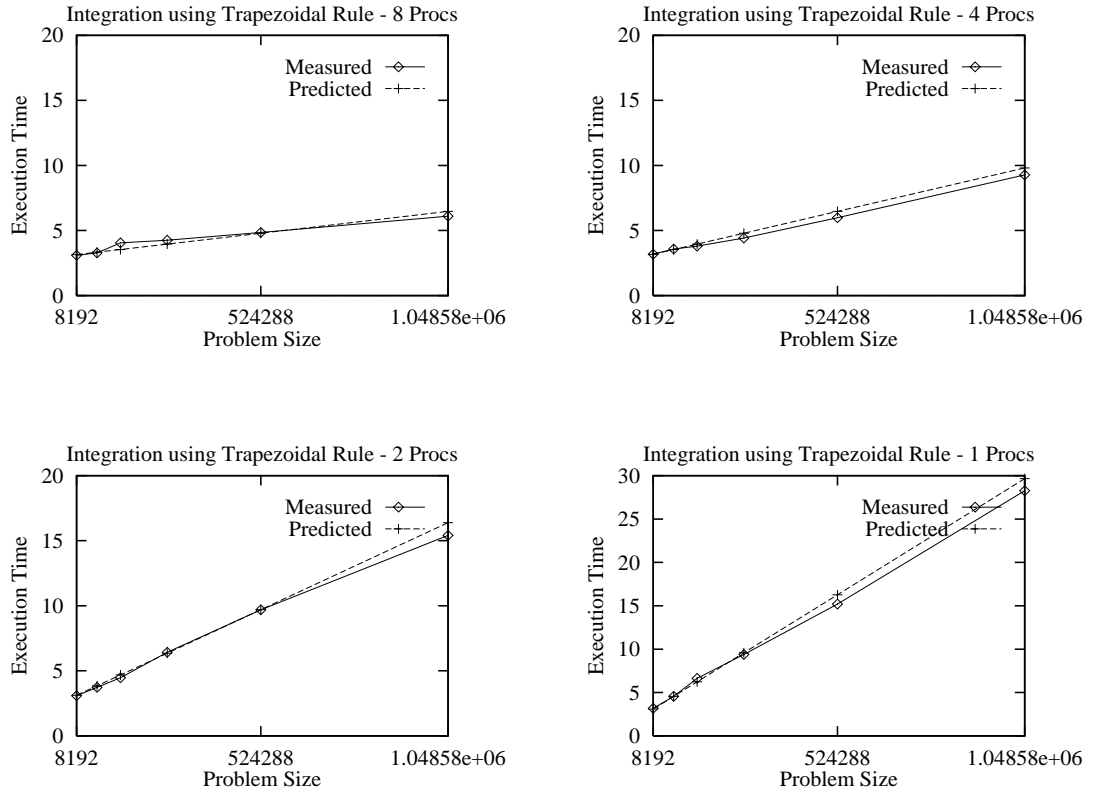 Integration using Trapezoidal Rule - 8 Procs
20
15
10
5
0
Execution Time
Measured
Predicted
8192
524288
1.04858e+06
Problem Size
Integration using Trapezoidal Rule - 4 Procs
20
15
10
5
0
Execution Time
Measured
Predicted
8192
524288
1.04858e+06
Problem Size
Integration using Trapezoidal Rule - 2 Procs
20
15
10
5
0
Execution Time
Measured
Predicted
8192
524288
1.04858e+06
Problem Size
Integration using Trapezoidal Rule - 1 Procs
30
25
20
15
10
5
0
Execution Time
Measured
Predicted
8192
524288
1.04858e+06
Problem Size